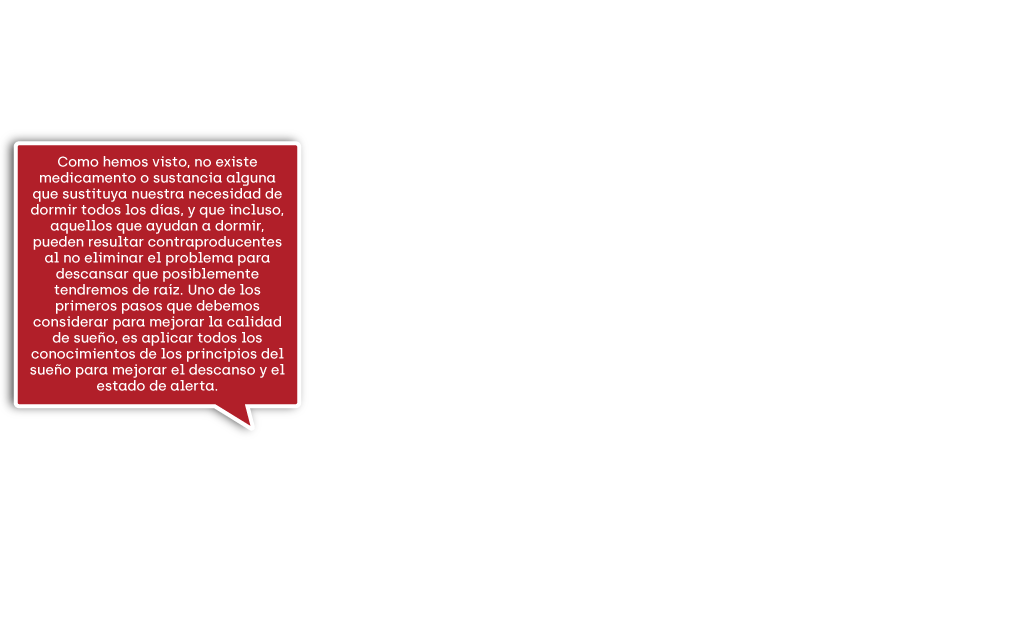 Como hemos visto, no existe
medicamento o sustancia alguna
que sustituya nuestra necesidad de
dormir todos los días, y que incluso,
aquellos que ayudan a dormir,
pueden resultar contraproducentes
al no eliminar el problema para
descansar que posiblemente
tendremos de raíz. Uno de los
primeros pasos que debemos
considerar para mejorar la calidad
de sueño, es aplicar todos los
conocimientos de los principios del
sueño para mejorar el descanso y el
estado de alerta.